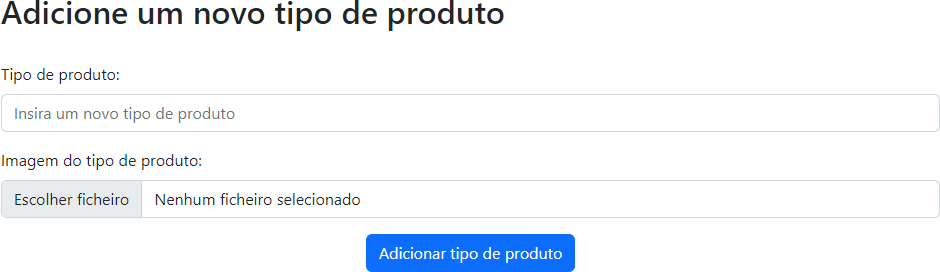 Adicione um novo tipo de produto
Tipo de produto:
Insira um novo tipo de produto
Imagem do tipo de produto:
Escolher ficheiro Nenhum ficheiro selecionado
Adicionar tipo de produto